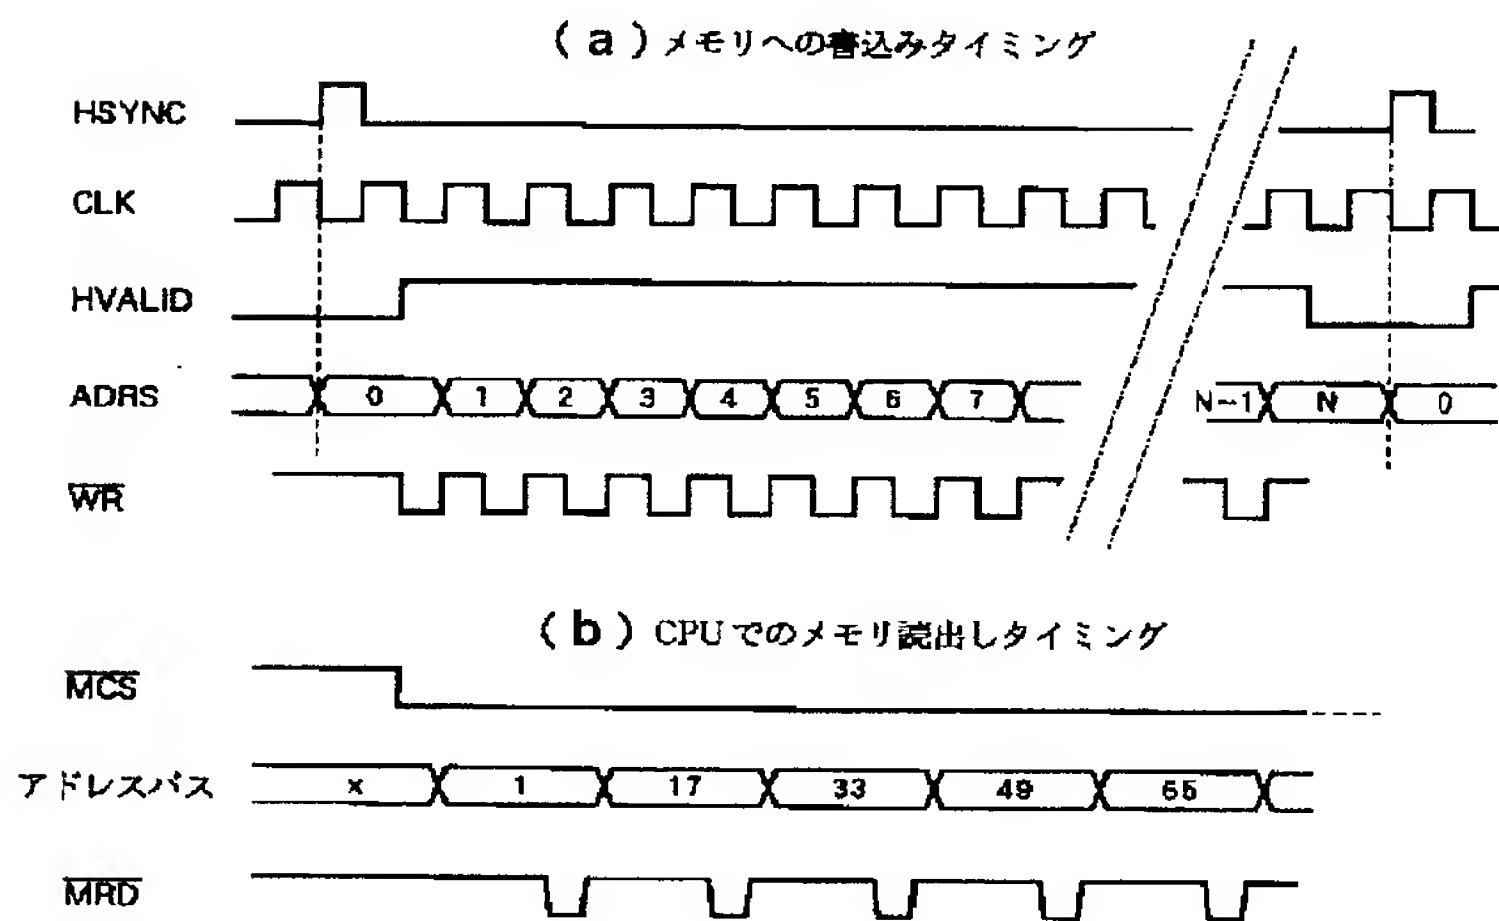 (a)メモリへの書込みタイミング
HSYNC
CLK
HVALID
ADRS 0 1 2 3 4 5 6 7 N-1 N 0
WR
(b) CPUでのメモリ読出しタイミング
MCS
アドレスバス x 1 17 33 49 65
MRD